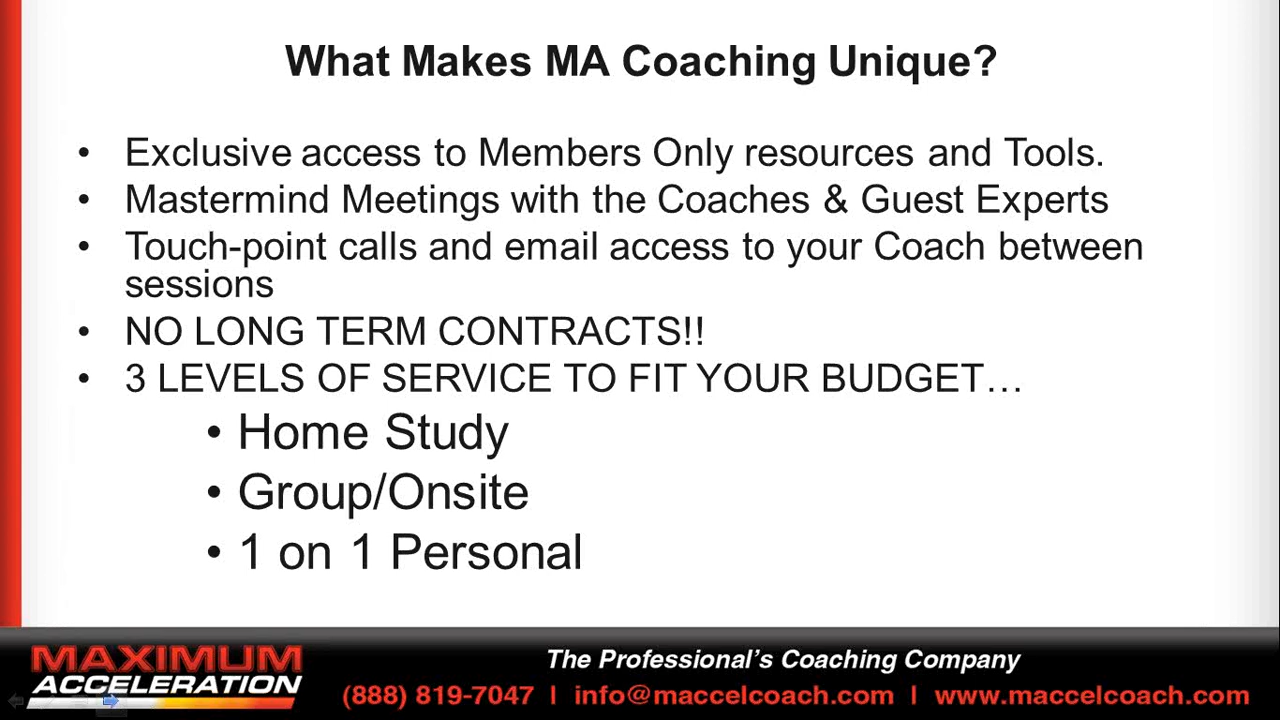 What Makes MA Coaching Unique?
• Exclusive access to Members Only resources and Tools.
• Mastermind Meetings with the Coaches & Guest Experts
• Touch-point calls and email access to your Coach between
sessions
• NO LONG TERM CONTRACTS!!
• 3 LEVELS OF SERVICE TO FIT YOUR BUDGET…
• Home Study
• Group/Onsite
• 1 on 1 Personal
MAXIMUM
ACCELERATION
The Professional's Coaching Company
(888) 819-7047 | info@maccelcoach.com | www.maccelcoach.com